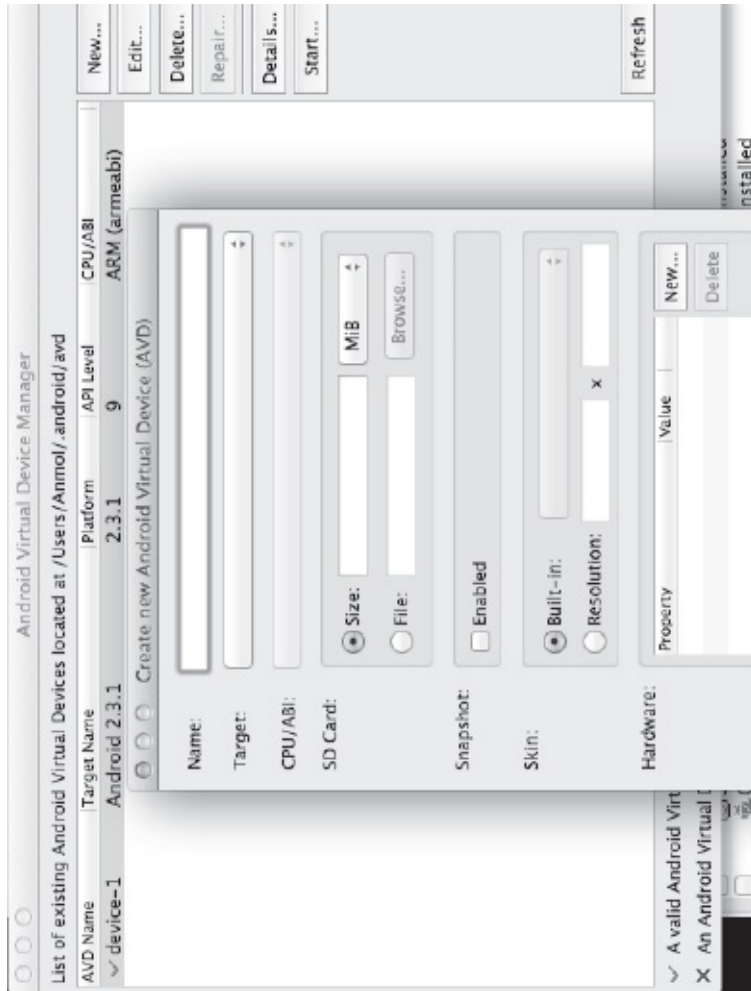 Android Virtual Device Manager
List of existing Android Virtual Devices located at /Users/Anmol/.android/avd
AVD Name Target Name Platform API Level CPU/ABI
✓ device-1 Android 2.3.1 2.3.1 9 ARM (armeabi)
New...
Edit...
Delete...
Repair...
Details...
Start...
Refresh
Create new Android Virtual Device (AVD)
Name:
Target:
CPU/ABI:
SD Card:
Size: MiB
File: Browse...
Snapshot:
Enabled
Skin:
Built-in:
Resolution: x
Hardware:
Property Value New...
Delete
✓ A valid Android Virt
X An Android Virtual
nstalled